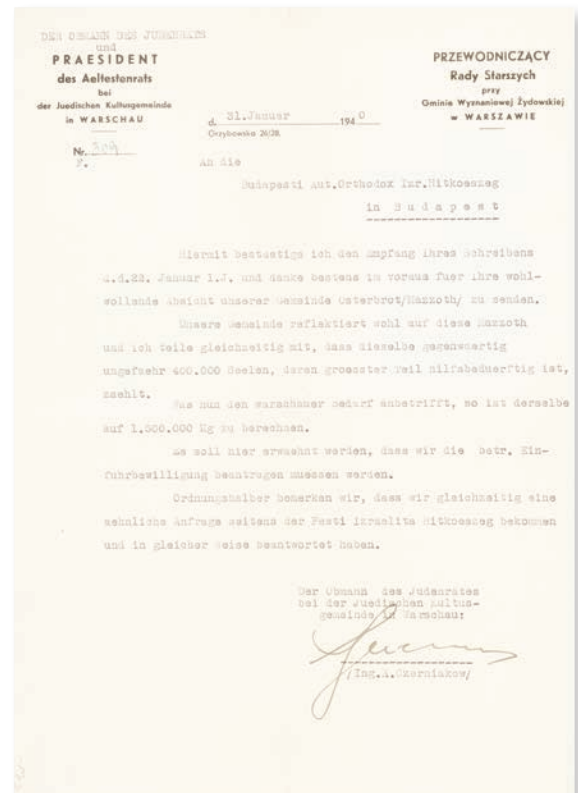 DER OBMANN DES JUDENRATS
und
PRAESIDENT
des Aeltestenrats
bei
der Juedischen Kultusgemeinde
in WARSCHAU
PRZEWODNICZĄCY
Rady Starszych
przy
Gminie Wyznaniowej Żydowskiej
w WARSZAWIE
d. 31.Januar 1940
Grzybowska 26/28.
Nr.
An die
Budapesti Aut.Orthodox Izr.Hitkoeszeg
in Budapest
Hiermit bestaetige ich den Empfang Ihres Schreibens
d.d.22. Januar l.J. und danke bestens im voraus fuer Ihre wohl-
wollende Absicht unserer Gemeinde Osterbrot/Mazzoth/ zu senden.
Unsere Gemeinde reflektiert wohl auf diese Mazzoth
und ich teile gleichzeitig mit, dass dieselbe gegenwaertig
ungefaehr 400.000 Seelen, deren groesster Teil hilfsbeduerftig ist,
zaehlt.
Was nun den Warschauer Bedarf anbetrifft, so ist derselbe
auf Kg zu berechnen.
Es soll hier erwaehnt werden, dass wir die betr. Ein-
fuhrbewilligung beantragen muessen werden.
Ordnungshalber bemerken wir, dass wir gleichzeitig eine
aehnliche Anfrage seitens der Pesti Izraelita Hitkoeszeg bekommen
und in gleicher Weise beantwortet haben.
Der Obmann des Judenrates
bei der Juedischen Kultus-
gemeinde in Warschau:
/Ing.A.Czerniakow/